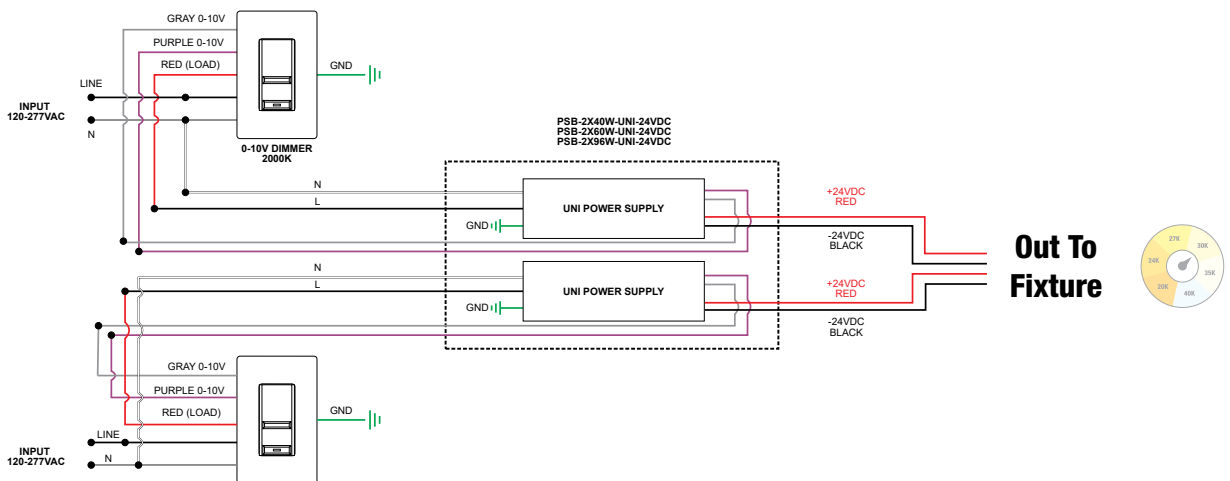 GRAY 0-10V
PURPLE 0-10V
RED (LOAD)
GND
LINE
INPUT
120-277VAC
N
0-10V DIMMER
2000K
PSB-2X40W-UNI-24VDC
PSB-2X60W-UNI-24VDC
PSB-2X96W-UNI-24VDC
N
L
UNI POWER SUPPLY
GND
+24VDC
RED
-24VDC
BLACK
N
L
UNI POWER SUPPLY
GND
+24VDC
RED
-24VDC
BLACK
Out To
Fixture
27K
30K
24K
35K
20K
40K
GRAY 0-10V
PURPLE 0-10V
RED (LOAD)
GND
LINE
INPUT
120-277VAC
N